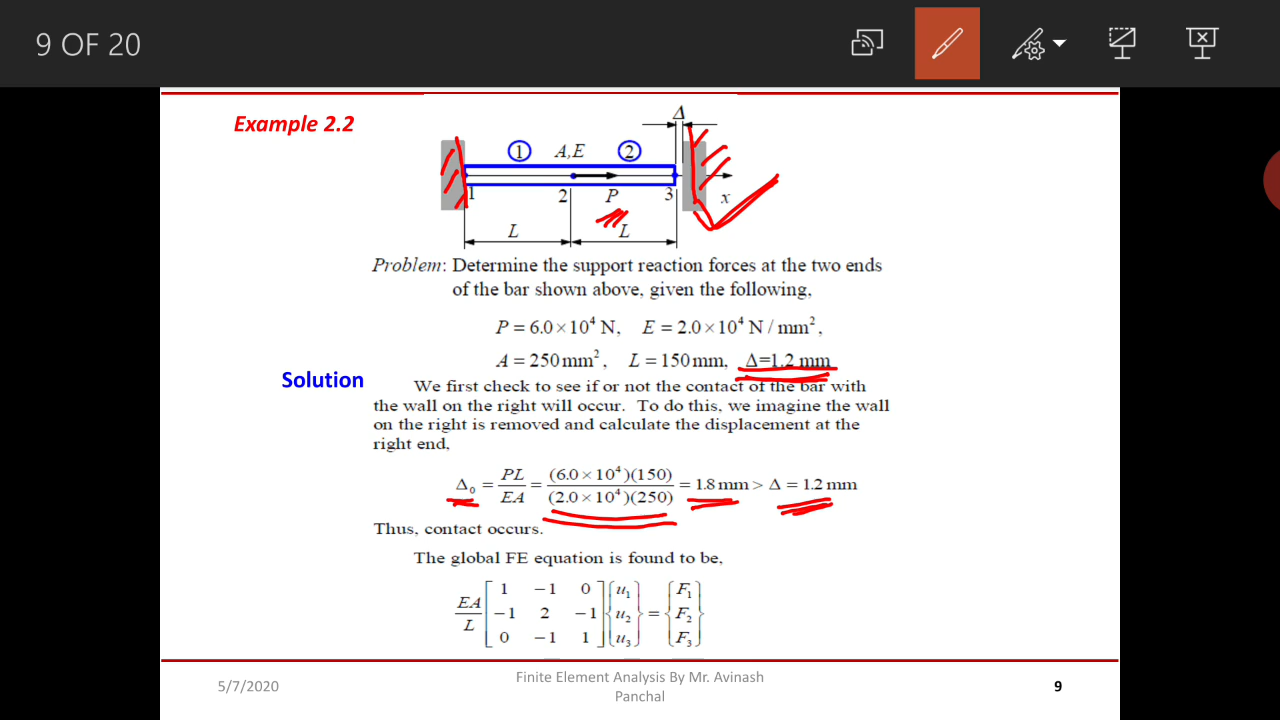 9 OF 20
Example 2.2
Δ
1 A,E 2
1 2 P 3 x
L L
Problem: Determine the support reaction forces at the two ends
of the bar shown above, given the following,
P = 6.0 × 10⁴ N, E = 2.0 × 10⁴ N / mm²,
A = 250 mm², L = 150 mm, Δ=1.2 mm
Solution
We first check to see if or not the contact of the bar with
the wall on the right will occur. To do this, we imagine the wall
on the right is removed and calculate the displacement at the
right end,
Δ₀ = PL/EA = (6.0 × 10⁴)(150)/(2.0 × 10⁴)(250) = 1.8 mm > Δ = 1.2 mm
Thus, contact occurs.
The global FE equation is found to be,
EA/L [1 −1 0; −1 2 −1; 0 −1 1] {u₁; u₂; u₃} = {F₁; F₂; F₃}
5/7/2020
Finite Element Analysis By Mr. Avinash
Panchal
9